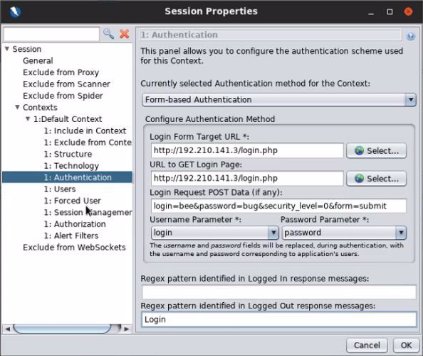 Session Properties
Session
General
Exclude from Proxy
Exclude from Scanner
Exclude from Spider
Contexts
1:Default Context
1: Include in Context
1: Exclude from Conte
1: Structure
1: Technology
1: Authentication
1: Users
1: Forced User
1: Session Managemer
1: Authorization
1: Alert Filters
Exclude from WebSockets
1: Authentication
This panel allows you to configure the authentication scheme used
for this Context.
Currently selected Authentication method for the Context:
Form-based Authentication
Configure Authentication Method
Login Form Target URL *:
http://192.210.141.3/login.php
Select...
URL to GET Login Page:
http://192.210.141.3/login.php
Select...
Login Request POST Data (if any):
login=bee&password=bug&security_level=0&form=submit
Username Parameter *:
Password Parameter *:
login
password
The username and password fields will be replaced, during authentication, with
the username and password corresponding to application's users.
Regex pattern identified in Logged In response messages:
Regex pattern identified in Logged Out response messages:
Login
Cancel
OK